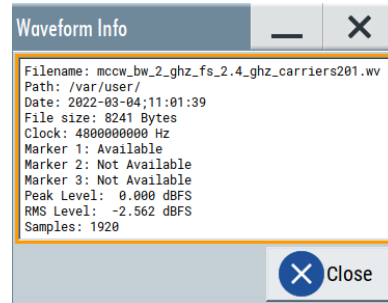 Waveform Info
Filename: mccw_bw_2_ghz_fs_2.4_ghz_carriers201.wv
Path: /var/user/
Date: 2022-03-04;11:01:39
File size: 8241 Bytes
Clock: 4800000000 Hz
Marker 1: Available
Marker 2: Not Available
Marker 3: Not Available
Peak Level:  0.000 dBFS
RMS Level:  -2.562 dBFS
Samples: 1920
Close